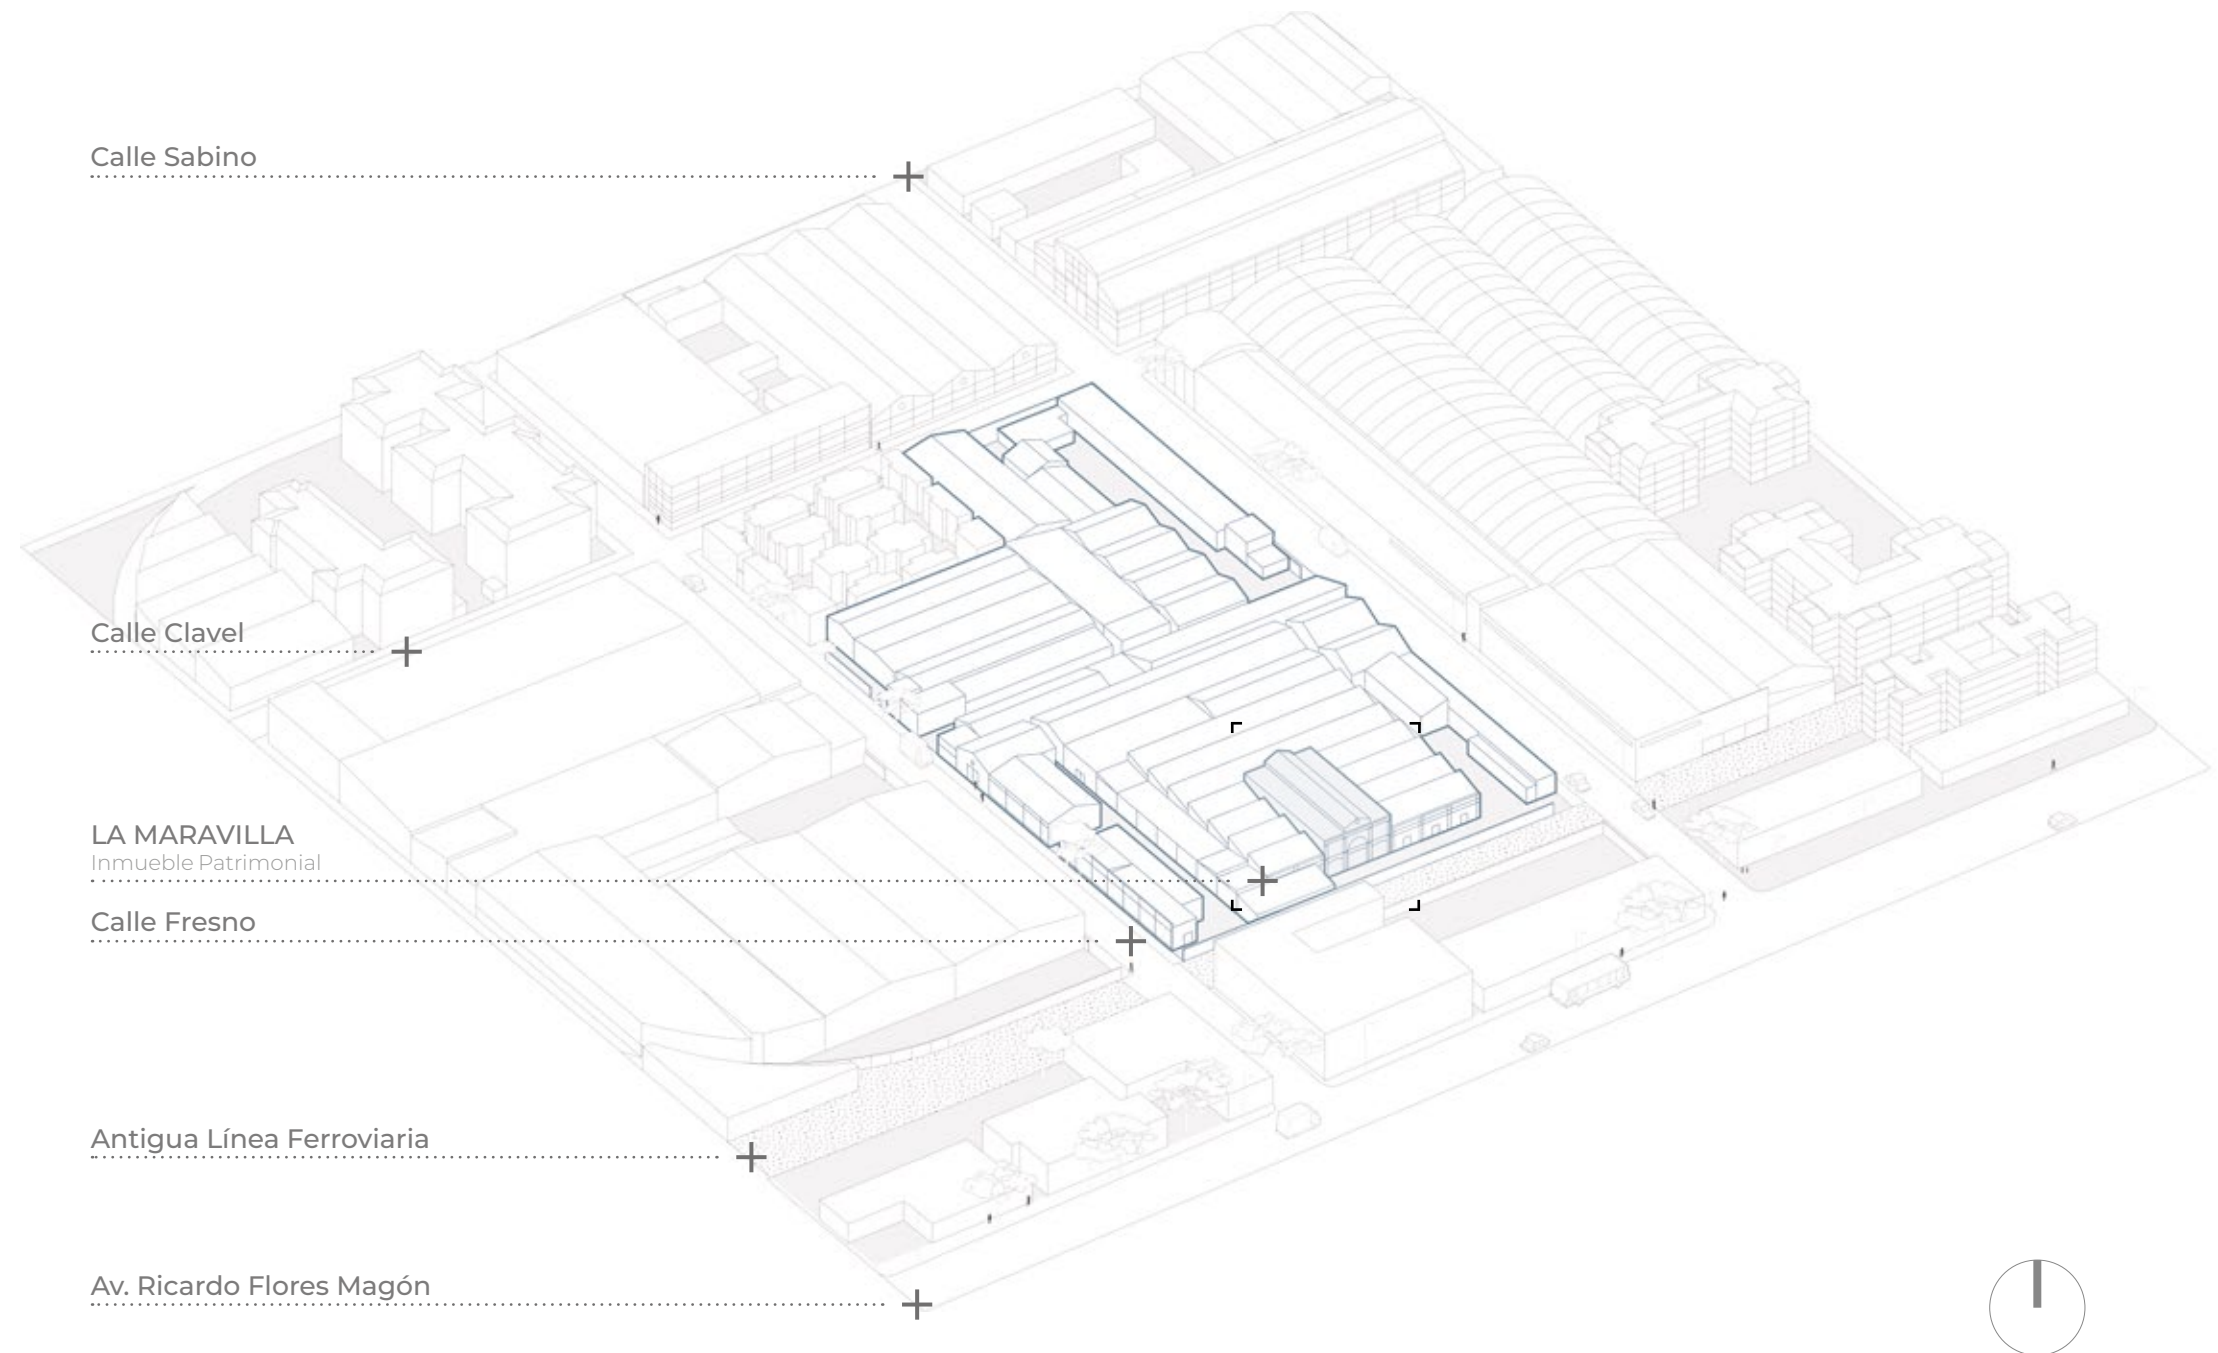 Calle Sabino
Calle Clavel
LA MARAVILLA
Inmueble Patrimonial
Calle Fresno
Antigua Línea Ferroviaria
Av. Ricardo Flores Magón